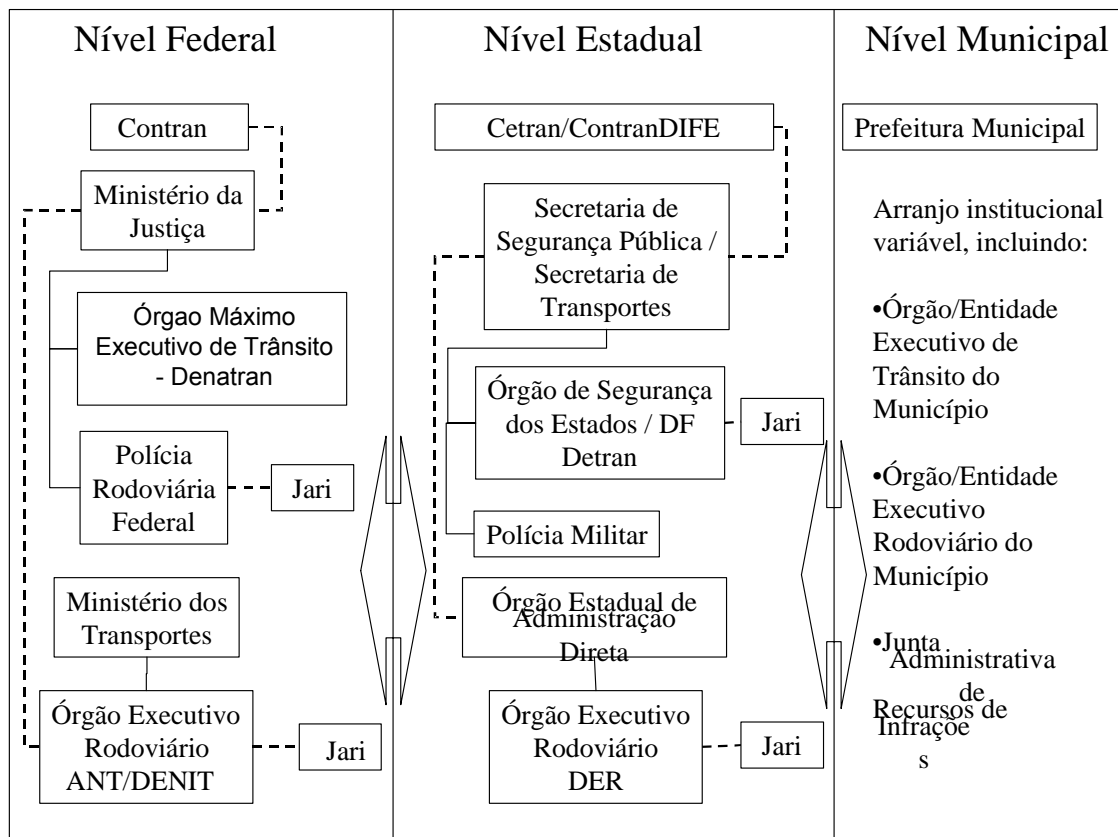 Nível Federal
Contran
Ministério da
Justiça
Órgao Máximo
Executivo de Trânsito
- Denatran
Polícia
Rodoviária
Federal
Jari
Ministério dos
Transportes
Órgão Executivo
Rodoviário
ANT/DENIT
Jari
Nível Estadual
Cetran/ContranDIFE
Secretaria de
Segurança Pública /
Secretaria de
Transportes
Órgão de Segurança
dos Estados / DF
Detran
Jari
Polícia Militar
Órgão Estadual de
Administração
Direta
Órgão Executivo
Rodoviário
DER
Jari
Nível Municipal
Prefeitura Municipal
Arranjo institucional
variável, incluindo:
•Órgão/Entidade
Executivo de
Trânsito do
Município
•Órgão/Entidade
Executivo
Rodoviário do
Município
•Junta
Administrativa
de
Recursos de
Infraçõe
s